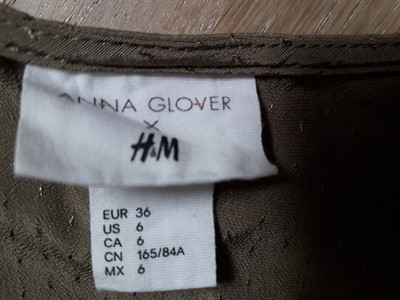 ANNA GLOVER
X
H&M
EUR 36
US 6
CA 6
CN 165/84A
MX 6